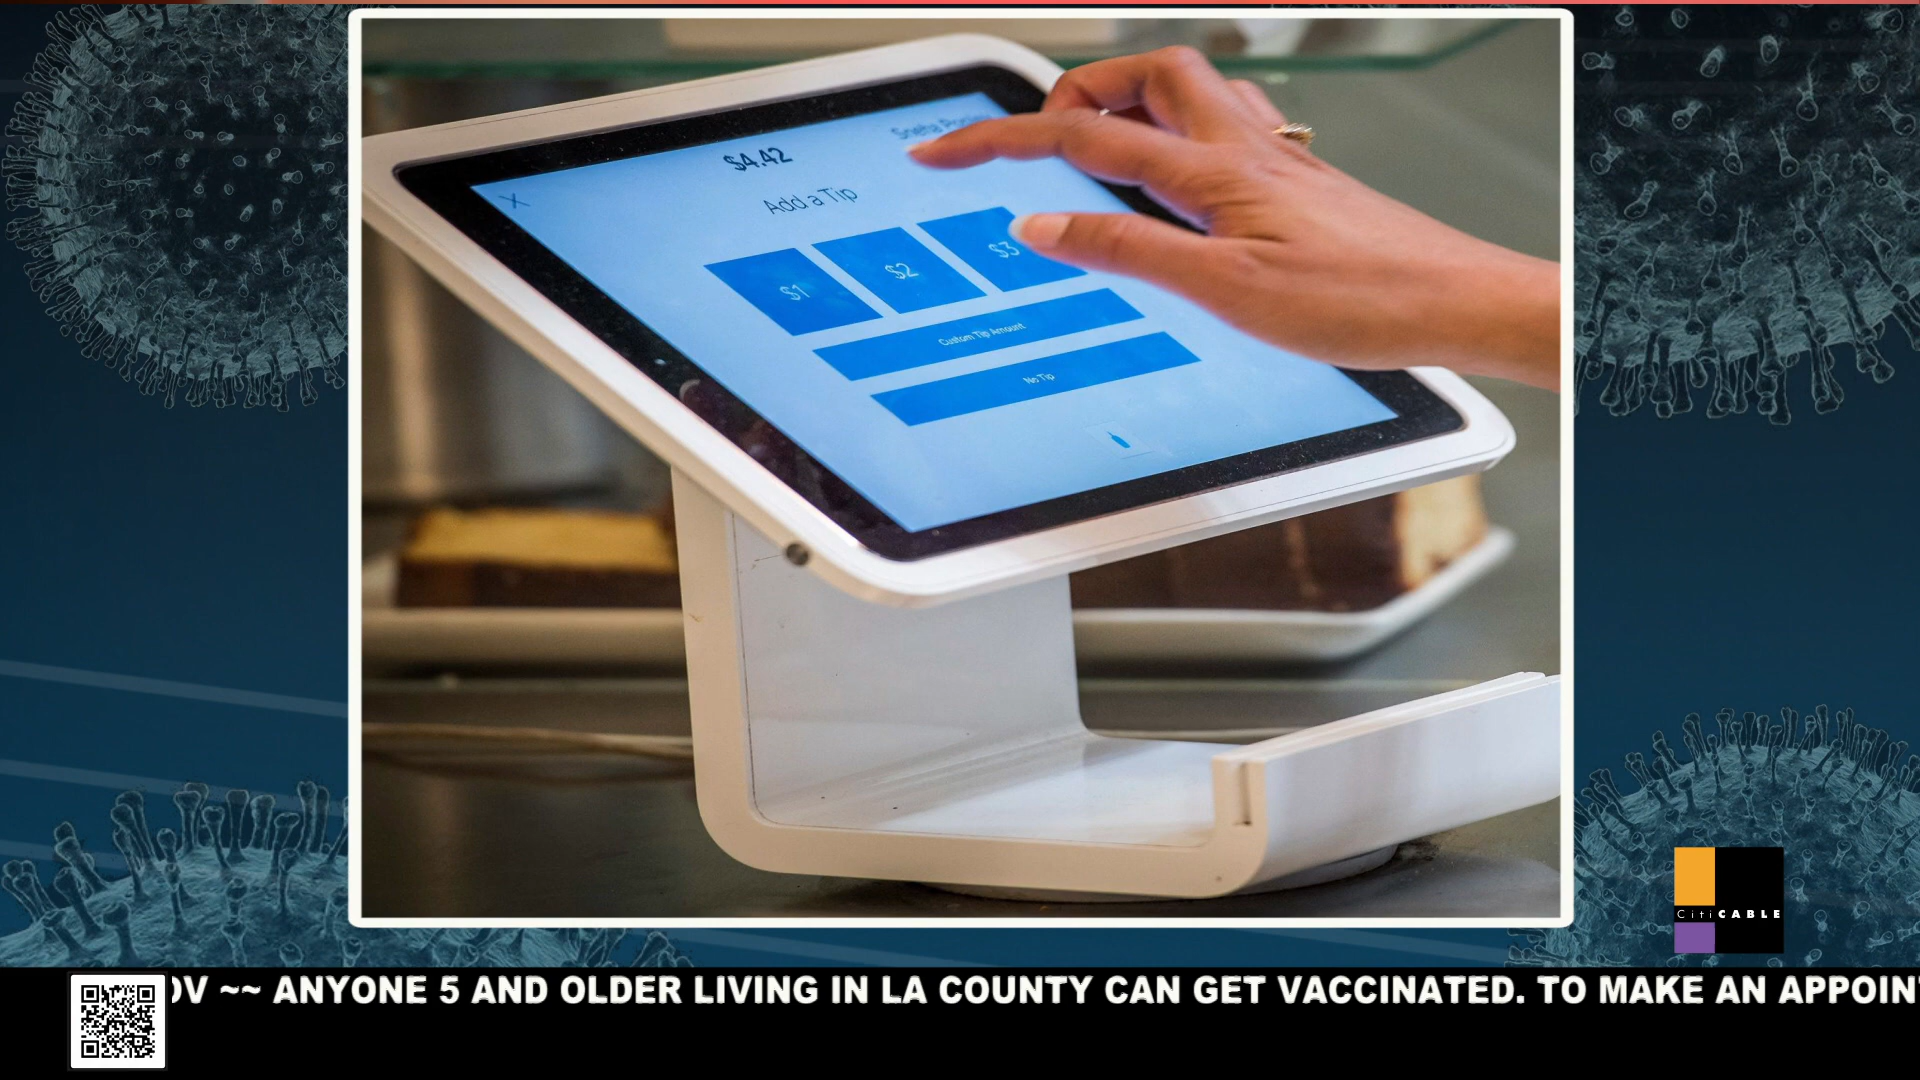 $4.42
Add a Tip
$1
$2
$3
Custom Tip Amount
No Tip
CitiCABLE
OV ~~ ANYONE 5 AND OLDER LIVING IN LA COUNTY CAN GET VACCINATED. TO MAKE AN APPOIN